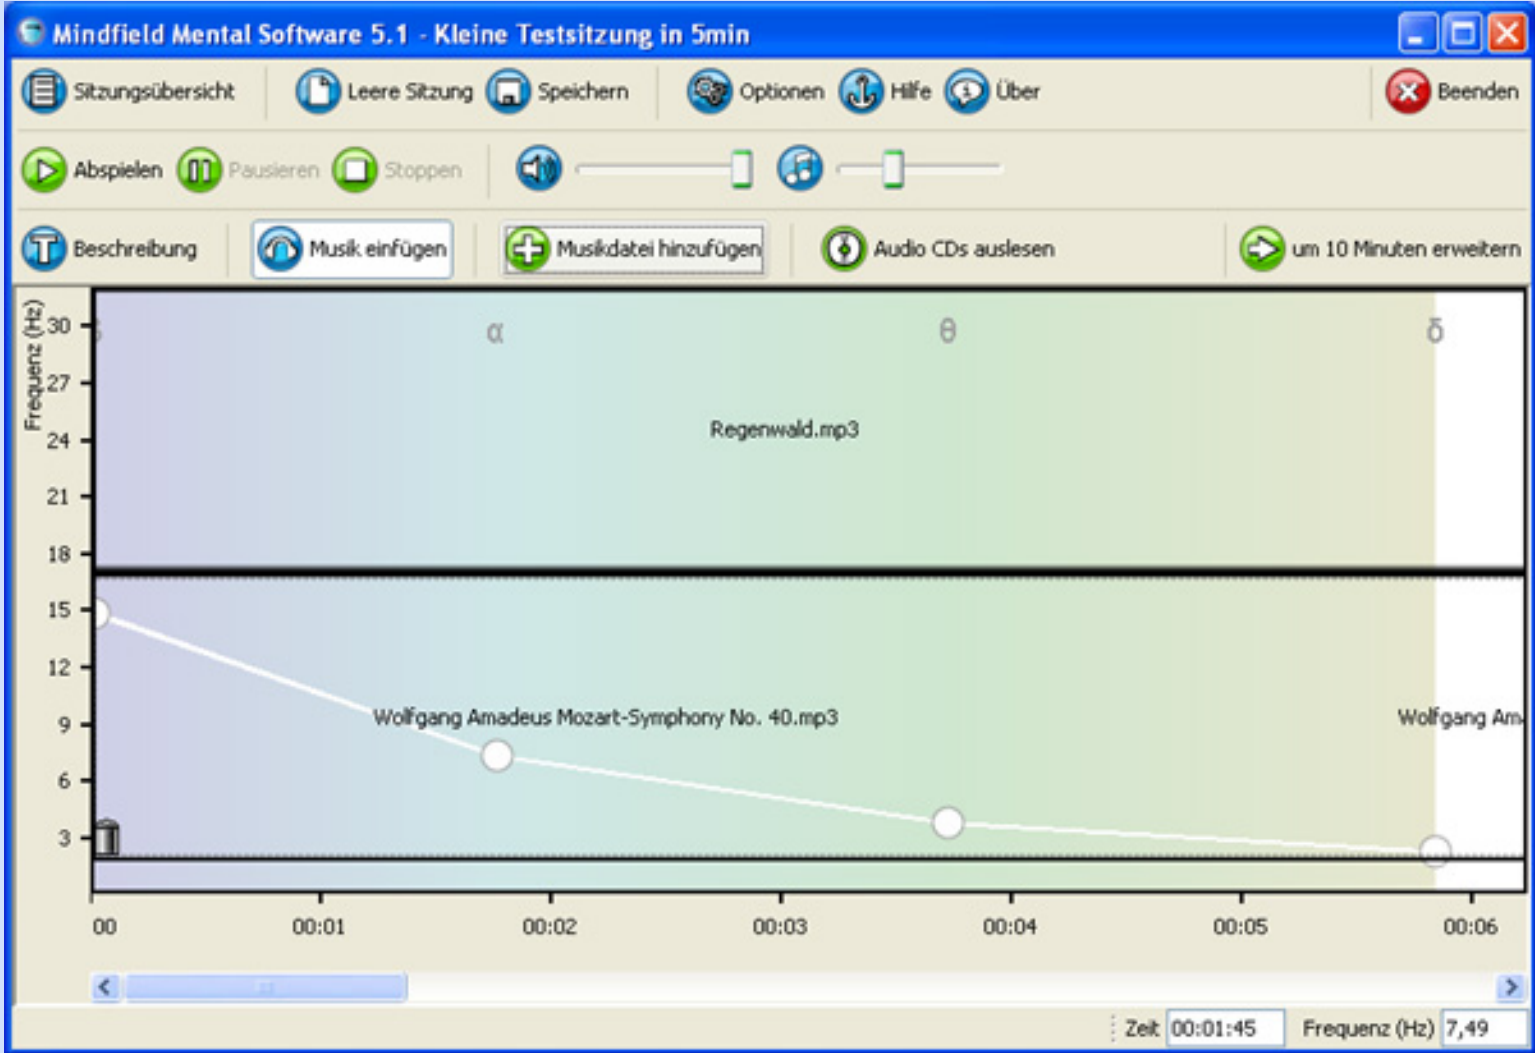 Mindfield Mental Software 5.1 - Kleine Testsitzung in 5min
Sitzungsübersicht Leere Sitzung Speichern Optionen Hilfe Über Beenden
Abspielen Pausieren Stoppen
T Beschreibung Musik einfügen Musikdatei hinzufügen Audio CDs auslesen um 10 Minuten erweitern
Frequenz (Hz)
30
α θ δ
27
Regenwald.mp3
24
21
18
15
12
9
Wolfgang Amadeus Mozart-Symphony No. 40.mp3 Wolfgang Am
6
3
00 00:01 00:02 00:03 00:04 00:05 00:06
Zeit 00:01:45 Frequenz (Hz) 7,49